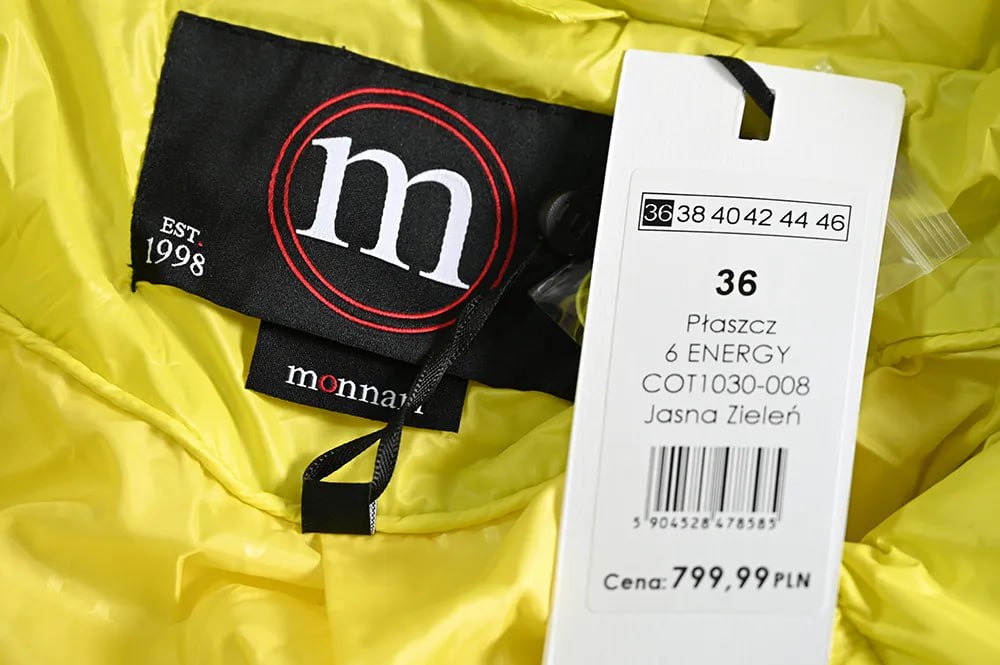 m
EST.
1998
monnari
36 38 40 42 44 46
36
Płaszcz
6 ENERGY
COT1030-008
Jasna Zieleń
5 904528 478585
Cena: 799,99 PLN